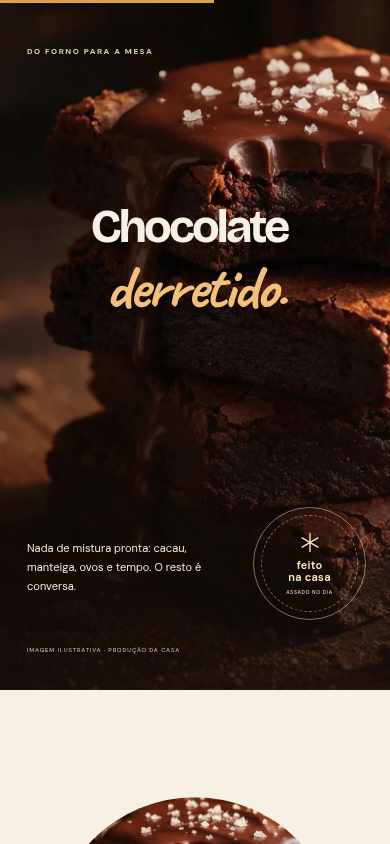 DO FORNO PARA A MESA
Chocolate
derretido.
Nada de mistura pronta: cacau,
manteiga, ovos e tempo. O resto é
conversa.
feito
na casa
ASSADO NO DIA
IMAGEM ILUSTRATIVA · PRODUÇÃO DA CASA